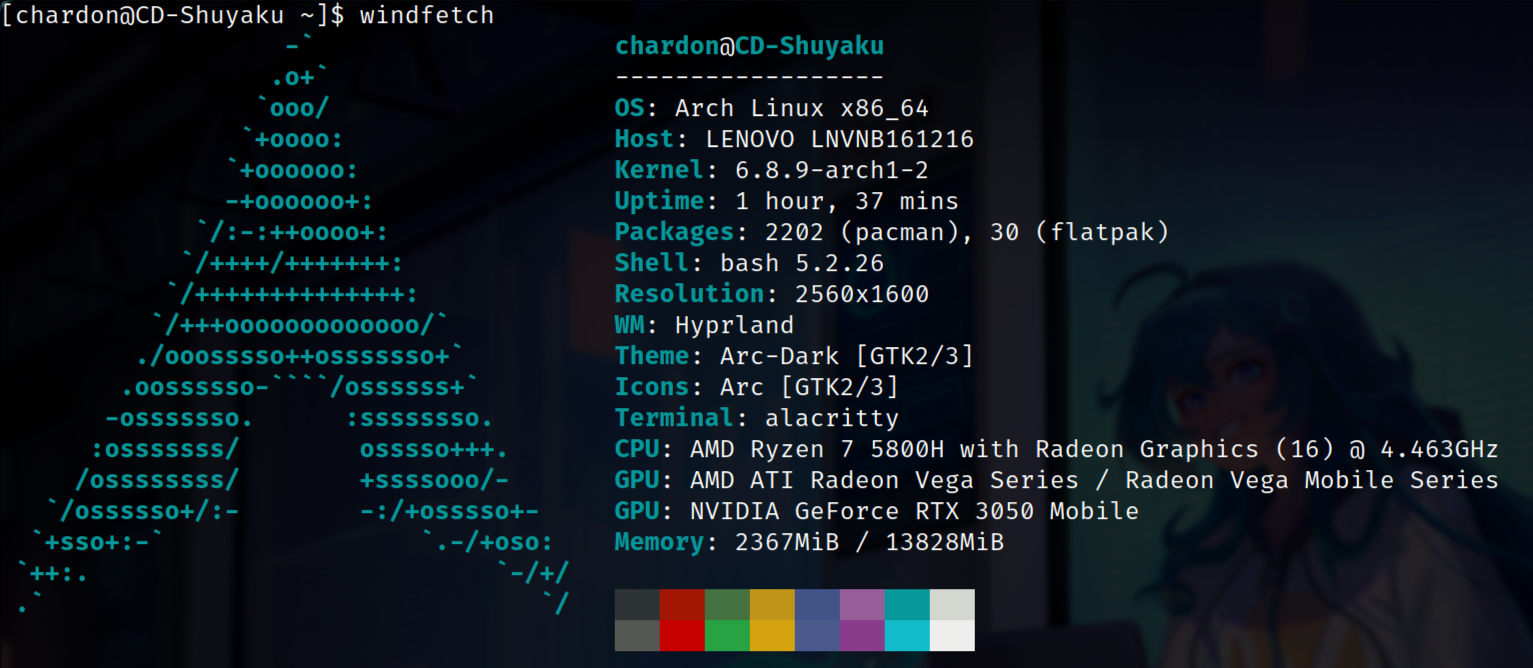 [chardon@CD-Shuyaku ~]$ windfetch
                  -`                    chardon@CD-Shuyaku
                 .o+`                   ------------------
                `ooo/                   OS: Arch Linux x86_64
               `+oooo:                  Host: LENOVO LNVNB161216
              `+oooooo:                 Kernel: 6.8.9-arch1-2
              -+oooooo+:                Uptime: 1 hour, 37 mins
            `/:-:++oooo+:               Packages: 2202 (pacman), 30 (flatpak)
           `/++++/+++++++:              Shell: bash 5.2.26
          `/++++++++++++++:             Resolution: 2560x1600
         `/+++ooooooooooooo/`           WM: Hyprland
        ./ooosssso++osssssso+`          Theme: Arc-Dark [GTK2/3]
       .oossssso-````/ossssss+`         Icons: Arc [GTK2/3]
      -osssssso.      :ssssssso.        Terminal: alacritty
     :osssssss/        osssso+++.       CPU: AMD Ryzen 7 5800H with Radeon Graphics (16) @ 4.463GHz
    /ossssssss/        +ssssooo/-       GPU: AMD ATI Radeon Vega Series / Radeon Vega Mobile Series
  `/ossssso+/:-        -:/+osssso+-     GPU: NVIDIA GeForce RTX 3050 Mobile
 `+sso+:-`                 `.-/+oso:    Memory: 2367MiB / 13828MiB
`++:.                           `-/+/
.`                                 `/